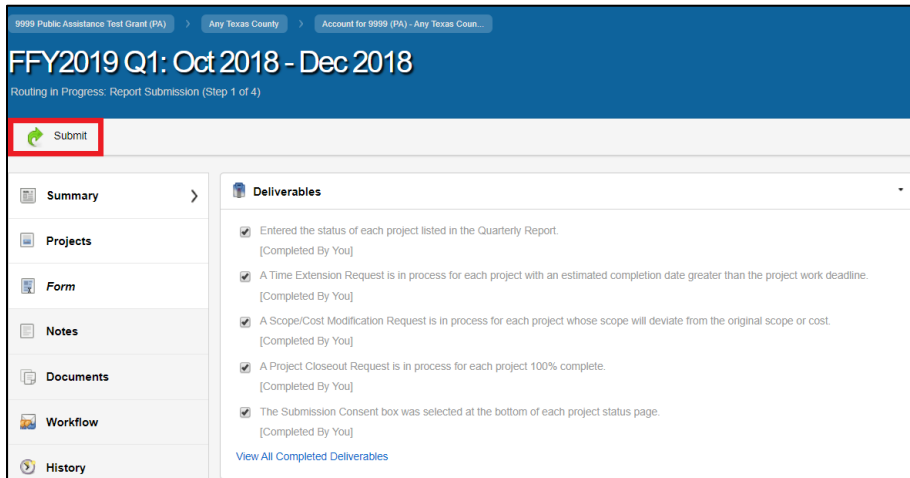 9999 Public Assistance Test Grant (PA) > Any Texas County > Account for 9999 (PA) - Any Texas Coun...
FFY2019 Q1: Oct 2018 - Dec 2018
Routing in Progress: Report Submission (Step 1 of 4)
Submit
Summary
Projects
Form
Notes
Documents
Workflow
History
Deliverables
Entered the status of each project listed in the Quarterly Report.
[Completed By You]
A Time Extension Request is in process for each project with an estimated completion date greater than the project work deadline.
[Completed By You]
A Scope/Cost Modification Request is in process for each project whose scope will deviate from the original scope or cost.
[Completed By You]
A Project Closeout Request is in process for each project 100% complete.
[Completed By You]
The Submission Consent box was selected at the bottom of each project status page.
[Completed By You]
View All Completed Deliverables